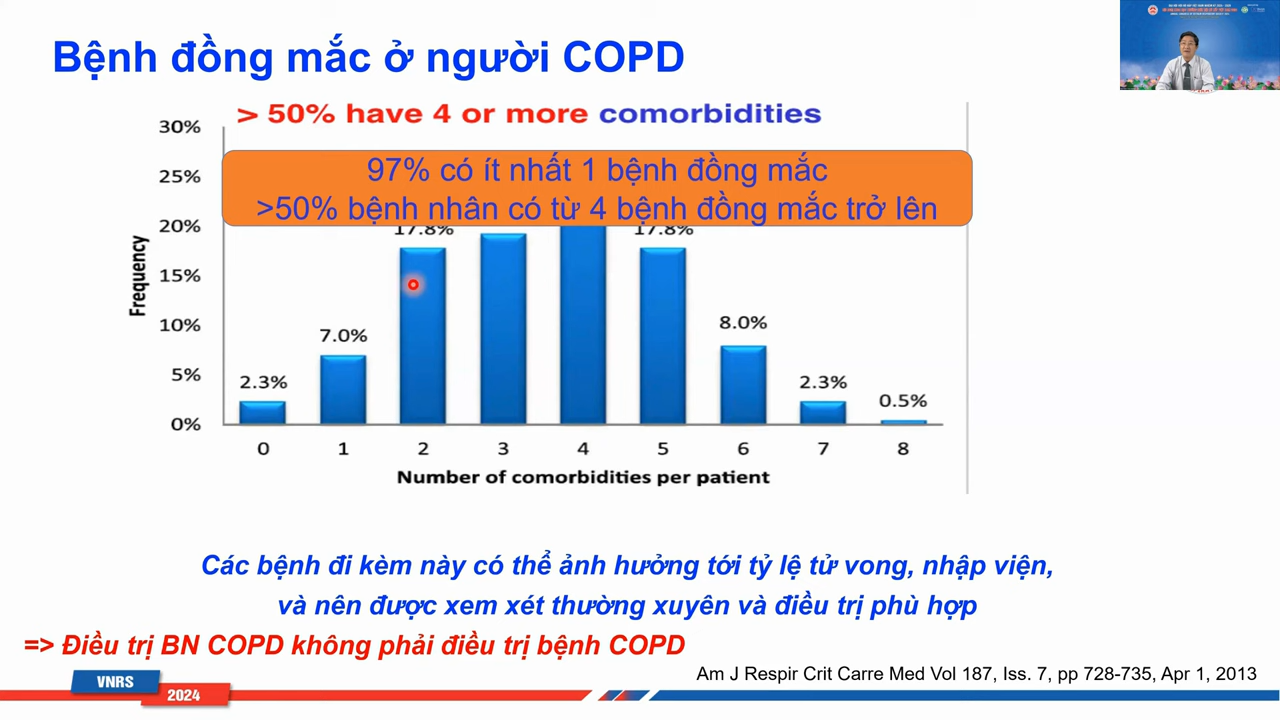 Bệnh đồng mắc ở người COPD
> 50% have 4 or more comorbidities
97% có ít nhất 1 bệnh đồng mắc
>50% bệnh nhân có từ 4 bệnh đồng mắc trở lên
30%
25%
20%
15%
10%
5%
0%
Frequency
2.3%
7.0%
17.8%
17.8%
8.0%
2.3%
0.5%
0 1 2 3 4 5 6 7 8
Number of comorbidities per patient
Các bệnh đi kèm này có thể ảnh hưởng tới tỷ lệ tử vong, nhập viện,
và nên được xem xét thường xuyên và điều trị phù hợp
=> Điều trị BN COPD không phải điều trị bệnh COPD
Am J Respir Crit Carre Med Vol 187, Iss. 7, pp 728-735, Apr 1, 2013
VNRS
2024